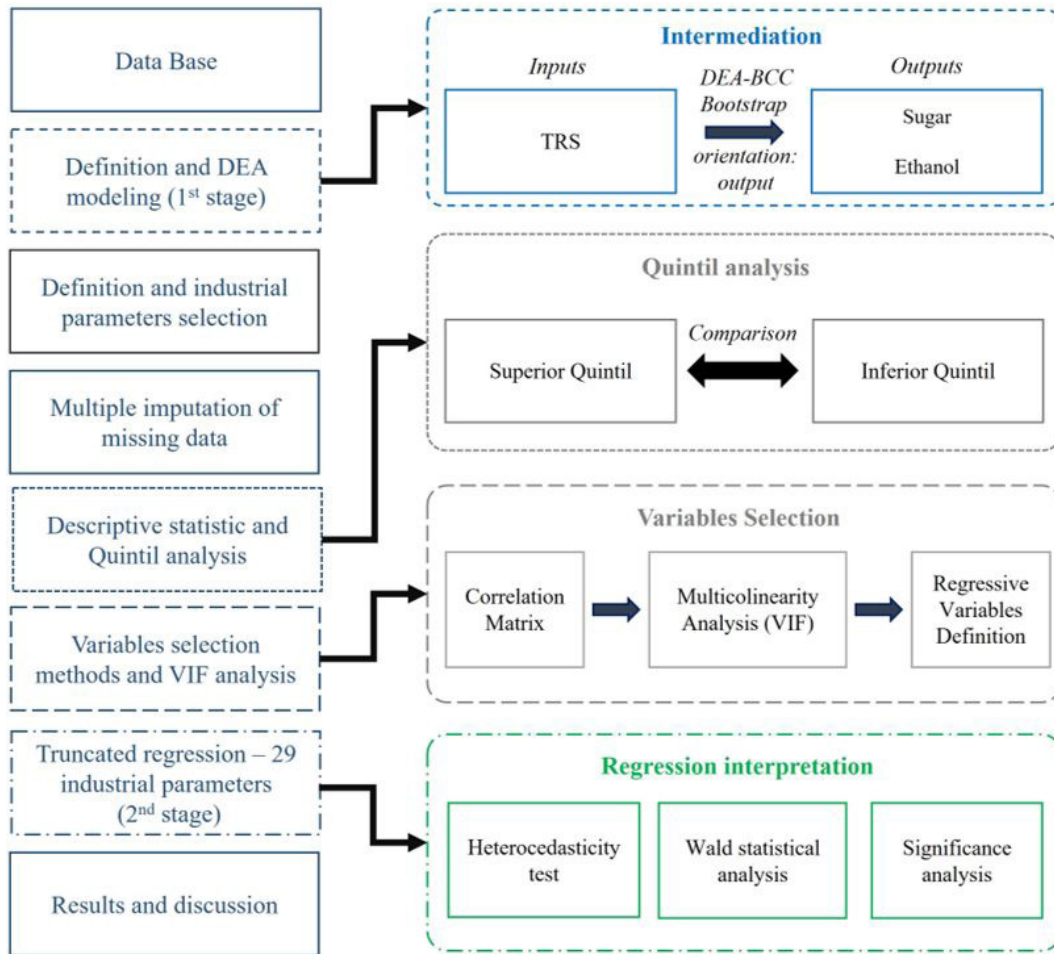 Data Base
Definition and DEA
modeling (1st stage)
Definition and industrial
parameters selection
Multiple imputation of
missing data
Descriptive statistic and
Quintil analysis
Variables selection
methods and VIF analysis
Truncated regression – 29
industrial parameters
(2nd stage)
Results and discussion
Intermediation
Inputs
DEA-BCC
Bootstrap
Outputs
TRS
orientation:
output
Sugar
Ethanol
Quintil analysis
Superior Quintil
Comparison
Inferior Quintil
Variables Selection
Correlation
Matrix
Multicolinearity
Analysis (VIF)
Regressive
Variables
Definition
Regression interpretation
Heterocedasticity
test
Wald statistical
analysis
Significance
analysis